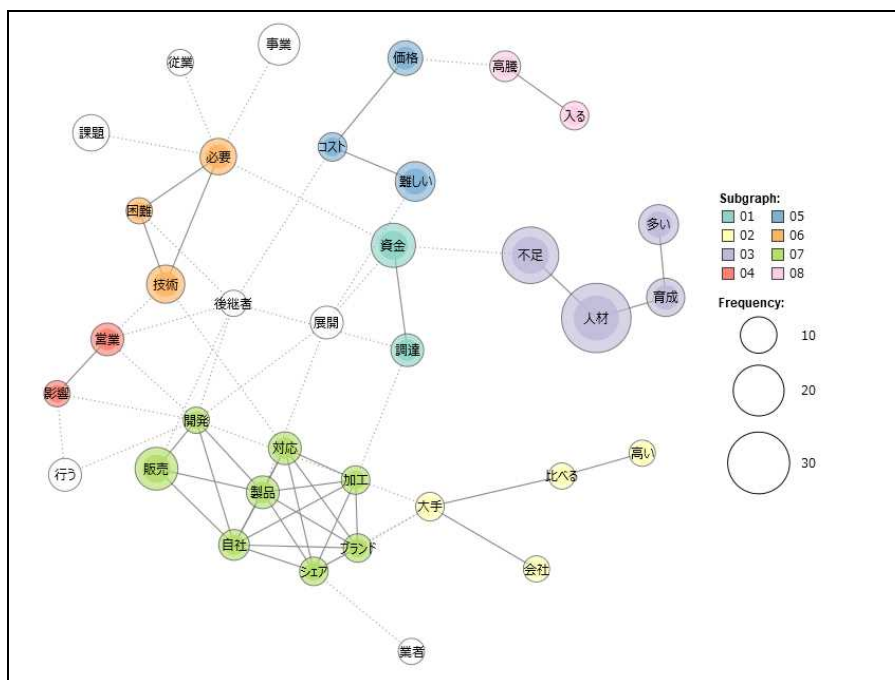 事業
従業
価格
高騰
入る
課題
コスト
必要
難しい
困難
多い
資金
不足
技術
育成
後継者
人材
展開
営業
調達
影響
開発
対応
販売
行う
製品
加工
高い
比べる
大手
自社
ブランド
シェア
会社
業者
Subgraph:
01 05
02 06
03 07
04 08
Frequency:
10
20
30